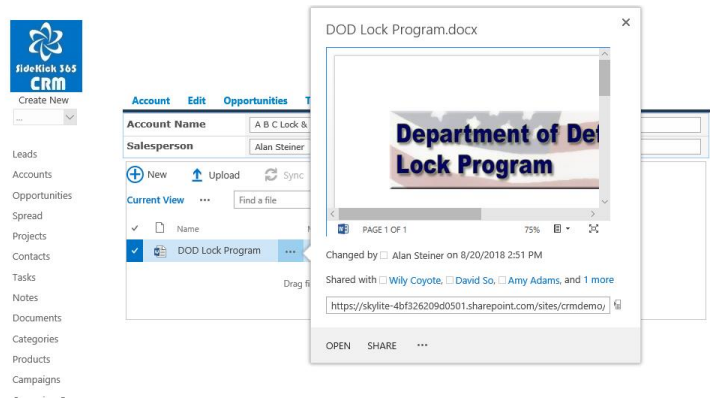 SideKick 365
CRM
Create New
...
Leads
Accounts
Opportunities
Spread
Projects
Contacts
Tasks
Notes
Documents
Categories
Products
Campaigns
Account Edit Opportunities
Account Name A B C Lock &
Salesperson Alan Steiner
New Upload Sync
Current View ... Find a file
Name
DOD Lock Program ...
Drag
DOD Lock Program.docx
Department of De
Lock Program
PAGE 1 OF 1 75%
Changed by Alan Steiner on 8/20/2018 2:51 PM
Shared with Wily Coyote, David So, Amy Adams, and 1 more
https://skylite-4bf326209d0501.sharepoint.com/sites/crmdemo/
OPEN SHARE ...